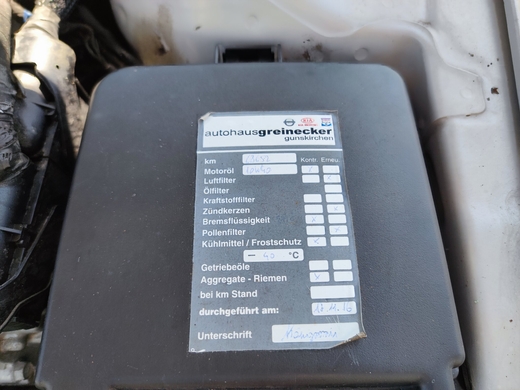 autohausgreinecker
gunskirchen
Kontr. Erneu.
km
Motoröl
Luftfilter
Ölfilter
Kraftstofffilter
Zündkerzen
Bremsflüssigkeit
Pollenfilter
Kühlmittel / Frostschutz
- 40 °C
Getriebeöle
Aggregate - Riemen
bei km Stand
durchgeführt am:
Unterschrift